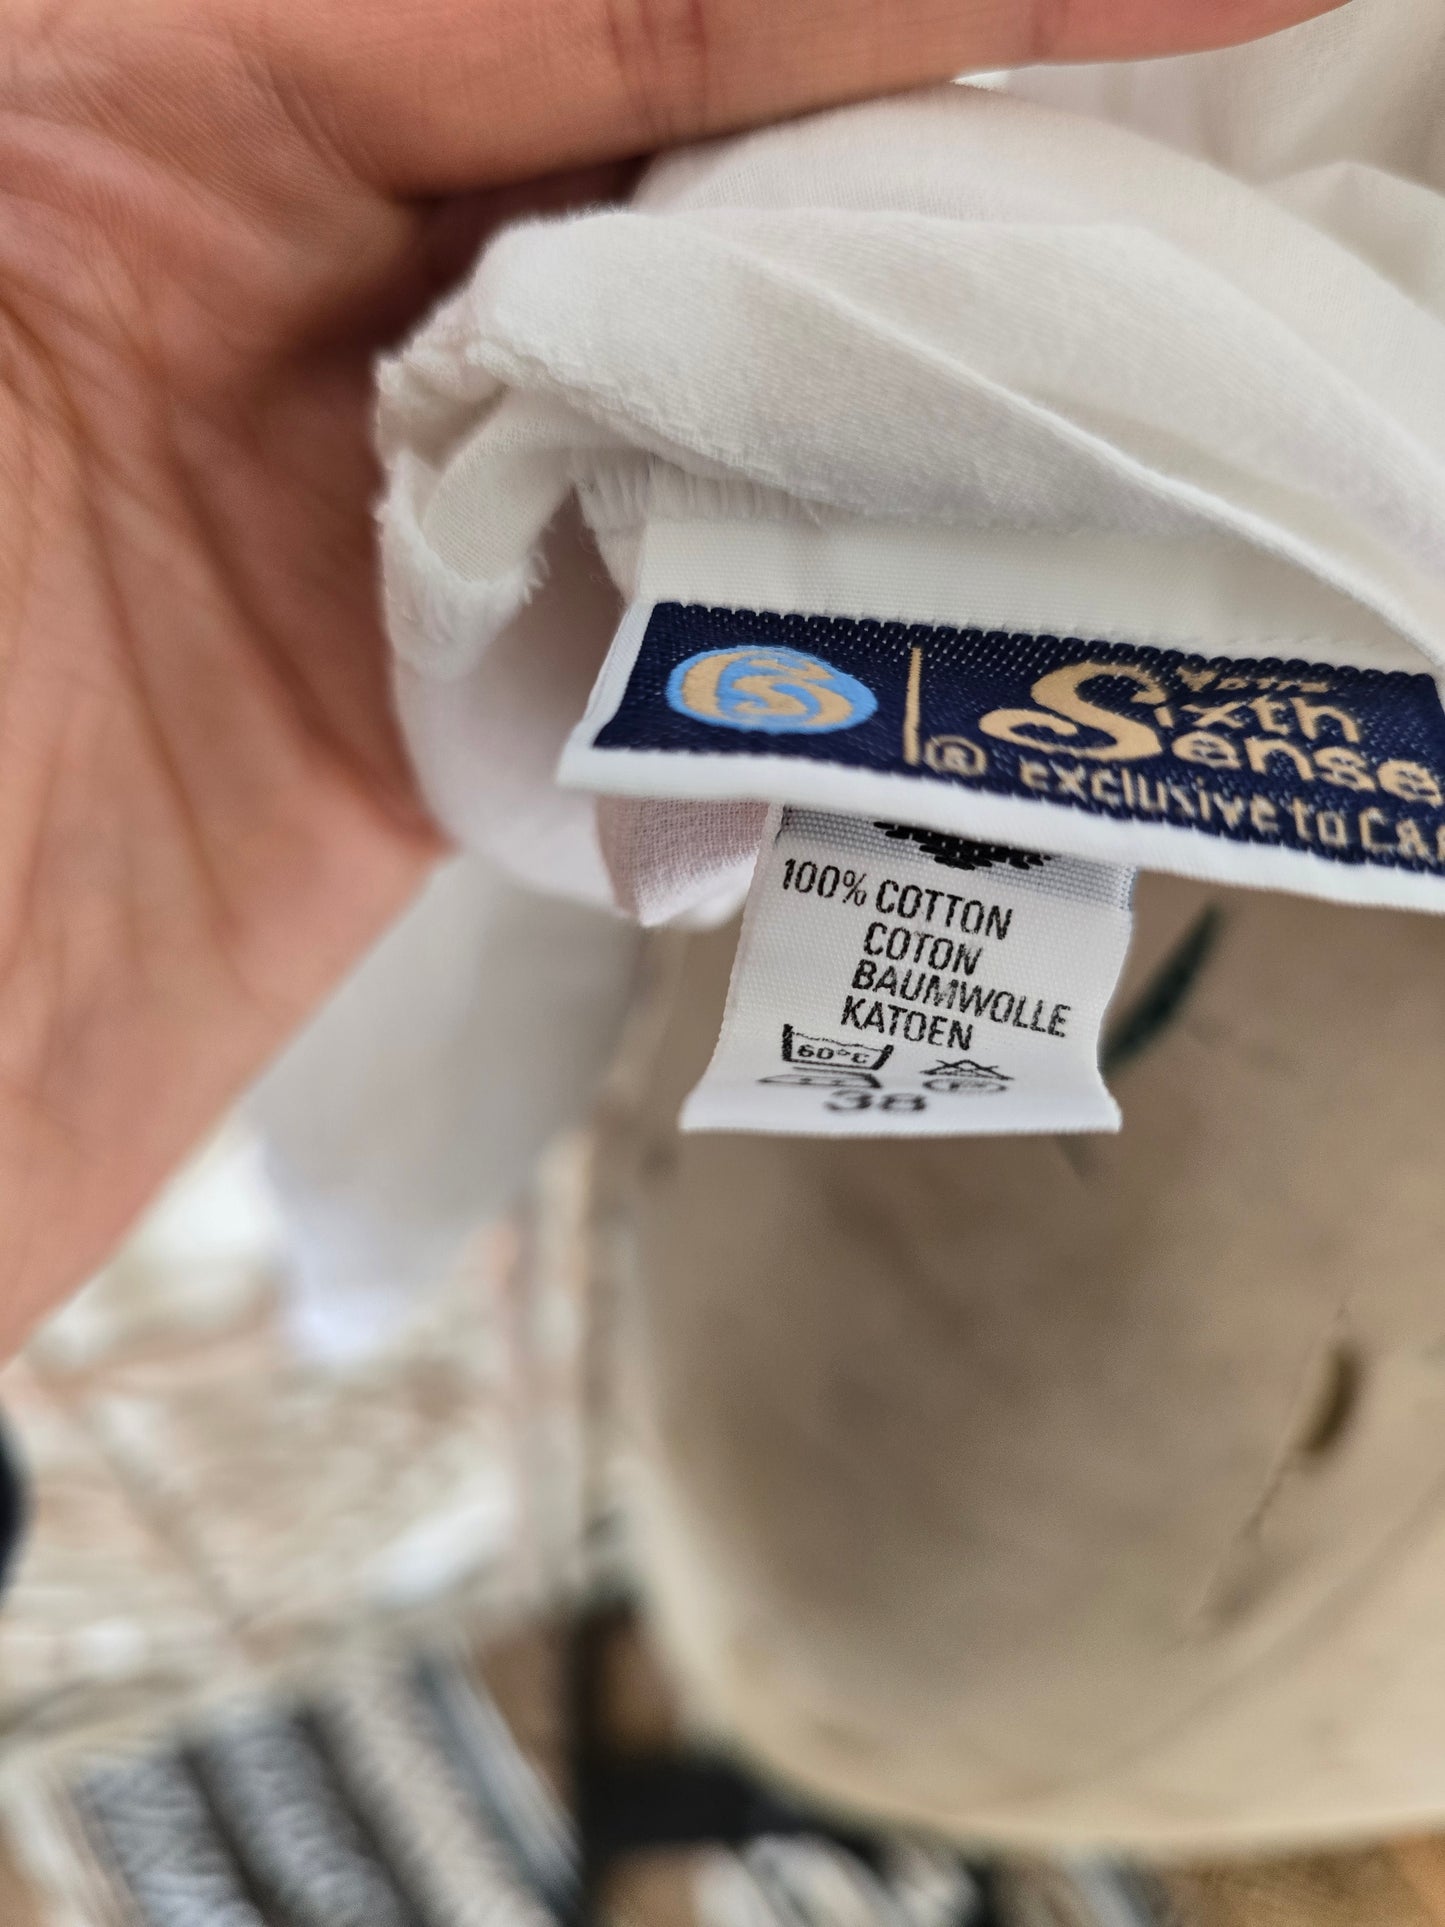 Sixth
Sense
® exclusive to C&A
100% COTTON
COTON
BAUMWOLLE
KATOEN
60°C
38